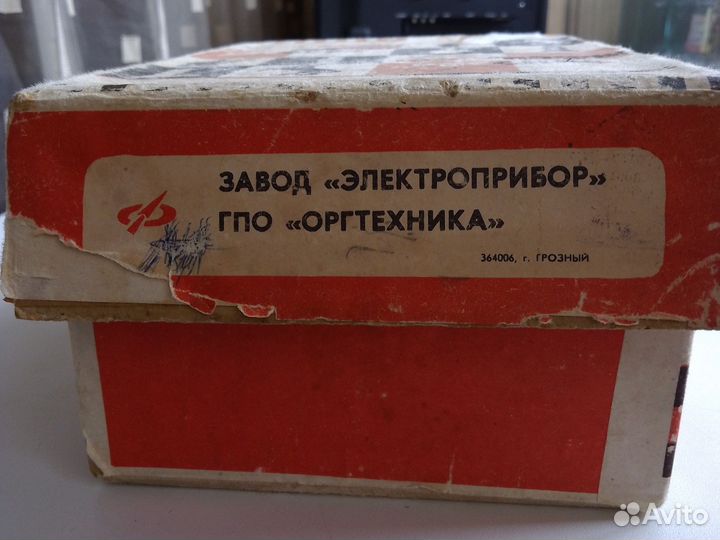 ЗАВОД «ЭЛЕКТРОПРИБОР»
ГПО «ОРГТЕХНИКА»
364006, г. ГРОЗНЫЙ
Avito